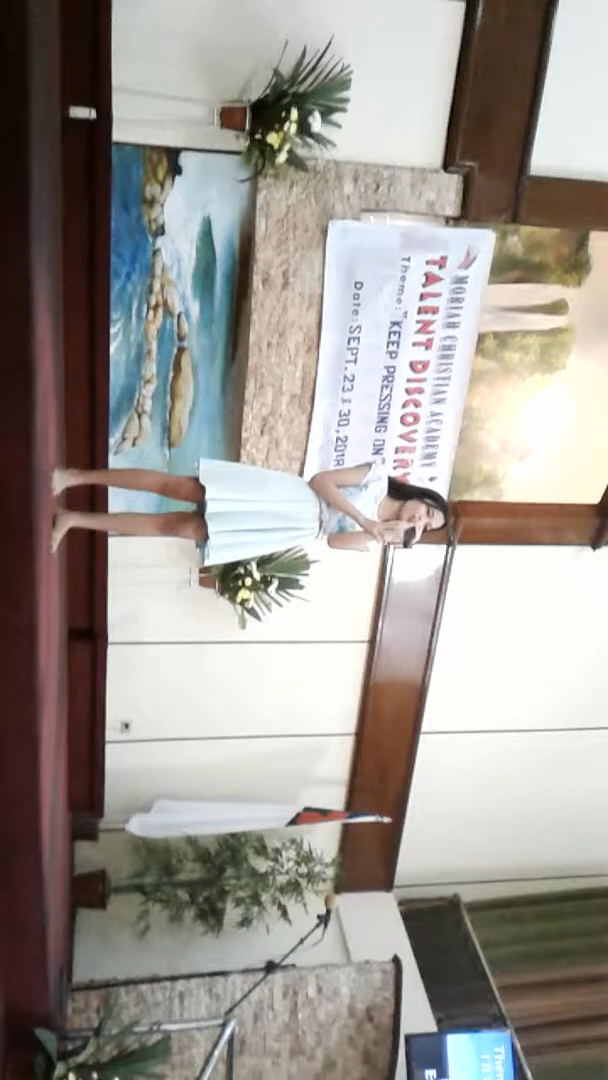 MORIAH CHRISTIAN ACADEMY
TALENT DISCOVERY
Theme: "KEEP PRESSING ON"
Date: SEPT. 23 & 30, 2018